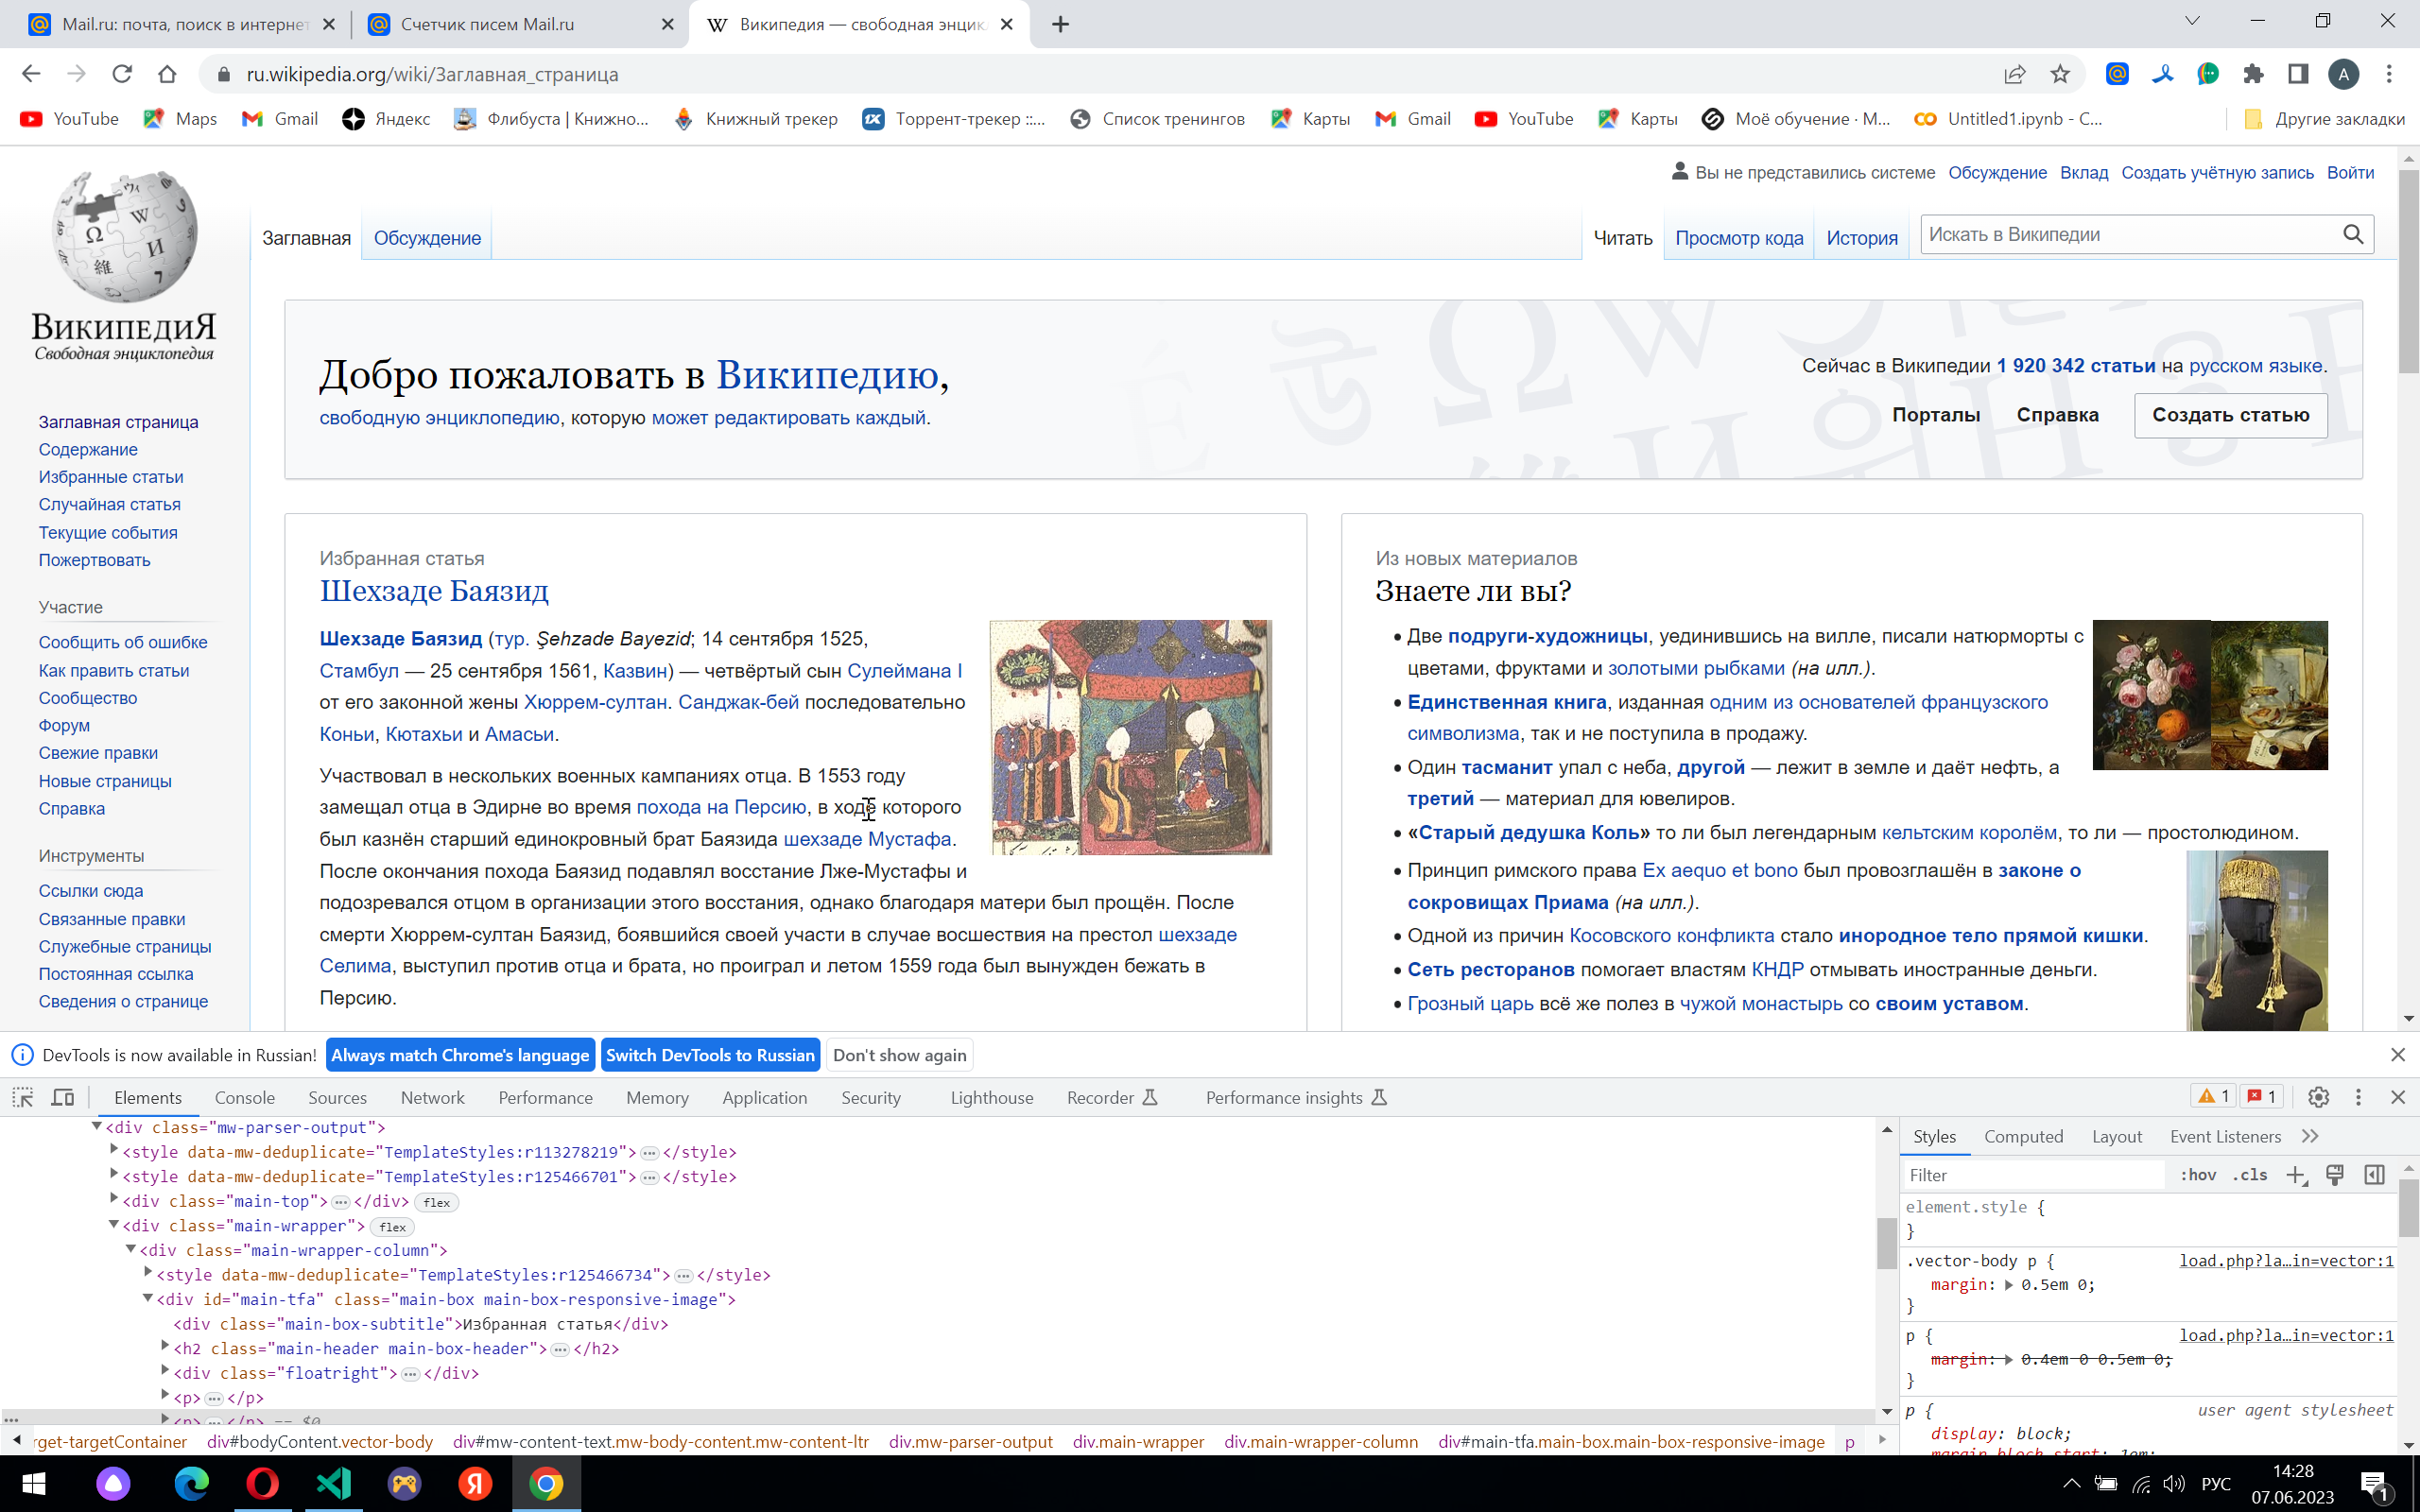 Mail.ru: почта, поиск в интернет
Счетчик писем Mail.ru
Википедия — свободная энцик
ru.wikipedia.org/wiki/Заглавная_страница
A
YouTube Maps Gmail Яндекс Флибуста | Книжно... Книжный трекер Торрент-трекер ::... Список тренингов Карты Gmail YouTube Карты Моё обучение · М... Untitled1.ipynb - C... Другие закладки
Вы не представились системе Обсуждение Вклад Создать учётную запись Войти
Заглавная Обсуждение Читать Просмотр кода История Искать в Википедии
ВикипедиЯ
Свободная энциклопедия
Заглавная страница
Содержание
Избранные статьи
Случайная статья
Текущие события
Пожертвовать
Участие
Сообщить об ошибке
Как править статьи
Сообщество
Форум
Свежие правки
Новые страницы
Справка
Инструменты
Ссылки сюда
Связанные правки
Служебные страницы
Постоянная ссылка
Сведения о странице
Добро пожаловать в Википедию,
свободную энциклопедию, которую может редактировать каждый.
Сейчас в Википедии 1 920 342 статьи на русском языке.
Порталы Справка Создать статью
Избранная статья
Шехзаде Баязид
Шехзаде Баязид (тур. Şehzade Bayezid; 14 сентября 1525,
Стамбул — 25 сентября 1561, Казвин) — четвёртый сын Сулеймана I
от его законной жены Хюррем-султан. Санджак-бей последовательно
Коньи, Кютахьи и Амасьи.
Участвовал в нескольких военных кампаниях отца. В 1553 году
замещал отца в Эдирне во время похода на Персию, в ходе которого
был казнён старший единокровный брат Баязида шехзаде Мустафа.
После окончания похода Баязид подавлял восстание Лже-Мустафы и
подозревался отцом в организации этого восстания, однако благодаря матери был прощён. После
смерти Хюррем-султан Баязид, боявшийся своей участи в случае восшествия на престол шехзаде
Селима, выступил против отца и брата, но проиграл и летом 1559 года был вынужден бежать в
Персию.
Из новых материалов
Знаете ли вы?
• Две подруги-художницы, уединившись на вилле, писали натюрморты с
цветами, фруктами и золотыми рыбками (на илл.).
• Единственная книга, изданная одним из основателей французского
символизма, так и не поступила в продажу.
• Один тасманит упал с неба, другой — лежит в земле и даёт нефть, а
третий — материал для ювелиров.
• «Старый дедушка Коль» то ли был легендарным кельтским королём, то ли — простолюдином.
• Принцип римского права Ex aequo et bono был провозглашён в законе о
сокровищах Приама (на илл.).
• Одной из причин Косовского конфликта стало инородное тело прямой кишки.
• Сеть ресторанов помогает властям КНДР отмывать иностранные деньги.
• Грозный царь всё же полез в чужой монастырь со своим уставом.
DevTools is now available in Russian! Always match Chrome's language Switch DevTools to Russian Don't show again
Elements Console Sources Network Performance Memory Application Security Lighthouse Recorder Performance insights 1 1
<div class="mw-parser-output">
<style data-mw-deduplicate="TemplateStyles:r113278219">…</style>
<style data-mw-deduplicate="TemplateStyles:r125466701">…</style>
<div class="main-top">…</div> flex
<div class="main-wrapper"> flex
<div class="main-wrapper-column">
<style data-mw-deduplicate="TemplateStyles:r125466734">…</style>
<div id="main-tfa" class="main-box main-box-responsive-image">
<div class="main-box-subtitle">Избранная статья</div>
<h2 class="main-header main-box-header">…</h2>
<div class="floatright">…</div>
<p>…</p>
<p>…</p> == $0
rget-targetContainer div#bodyContent.vector-body div#mw-content-text.mw-body-content.mw-content-ltr div.mw-parser-output div.main-wrapper div.main-wrapper-column div#main-tfa.main-box.main-box-responsive-image p
Styles Computed Layout Event Listeners
Filter :hov .cls
element.style {
}
.vector-body p { load.php?la…in=vector:1
margin: 0.5em 0;
}
p { load.php?la…in=vector:1
margin: 0.4em 0 0.5em 0;
}
p { user agent stylesheet
display: block;
margin-block-start: 1em;
РУС
14:28
07.06.2023
1